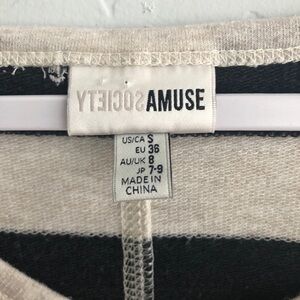 SOCIETY AMUSE
US/CA S
EU 36
AU/UK 8
JP 7-9
MADE IN
CHINA